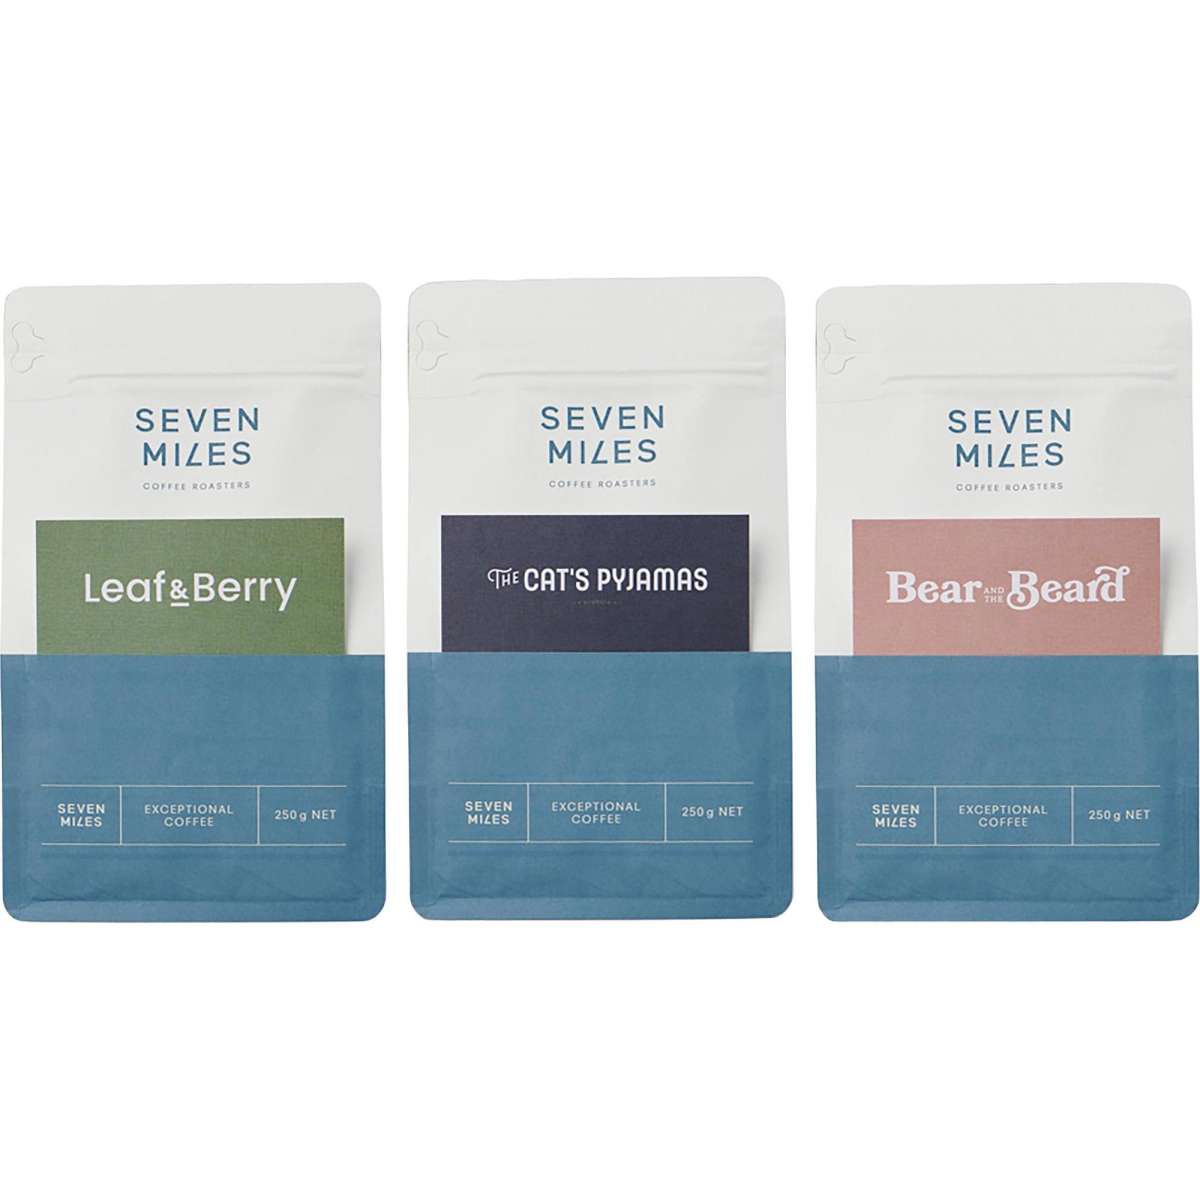 SEVEN
MILES
COFFEE ROASTERS
Leaf&Berry
SEVEN
MILES
EXCEPTIONAL
COFFEE
250g NET
SEVEN
MILES
COFFEE ROASTERS
THE CAT'S PYJAMAS
SEVEN
MILES
EXCEPTIONAL
COFFEE
250g NET
SEVEN
MILES
COFFEE ROASTERS
Bear AND THE Beard
SEVEN
MILES
EXCEPTIONAL
COFFEE
250g NET